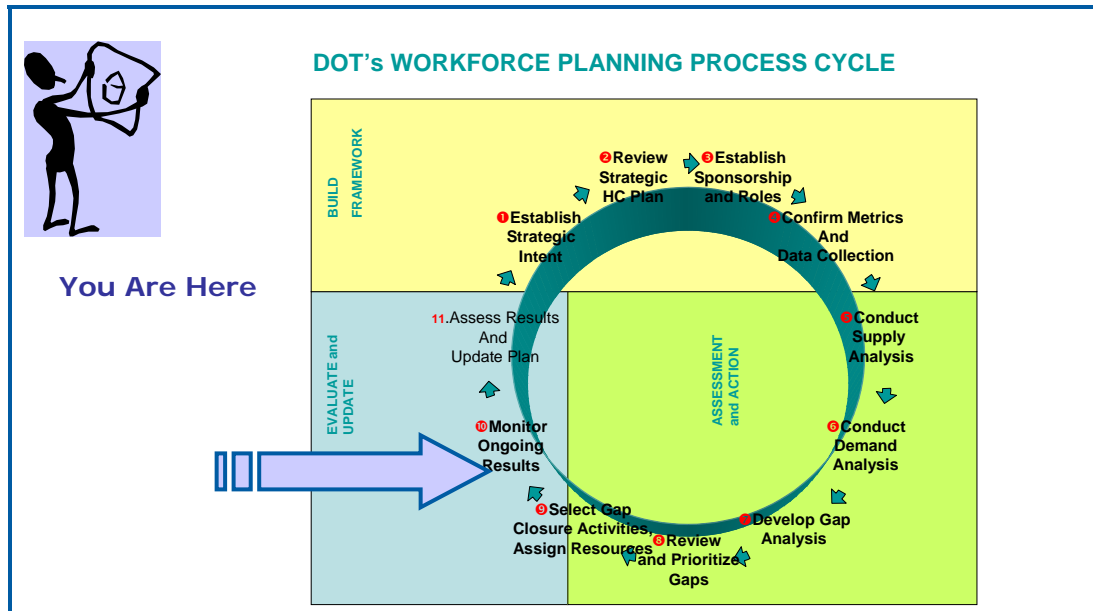 DOT's WORKFORCE PLANNING PROCESS CYCLE
You Are Here
BUILD
FRAMEWORK
❶Establish
Strategic
Intent
❷Review
Strategic
HC Plan
❸Establish
Sponsorship
and Roles
❹Confirm Metrics
And
Data Collection
ASSESSMENT
and ACTION
❺Conduct
Supply
Analysis
❻Conduct
Demand
Analysis
❼Develop Gap
Analysis
❽Review
and Prioritize
Gaps
❾Select Gap
Closure Activities,
Assign Resources
EVALUATE and
UPDATE
❿Monitor
Ongoing
Results
11.Assess Results
And
Update Plan